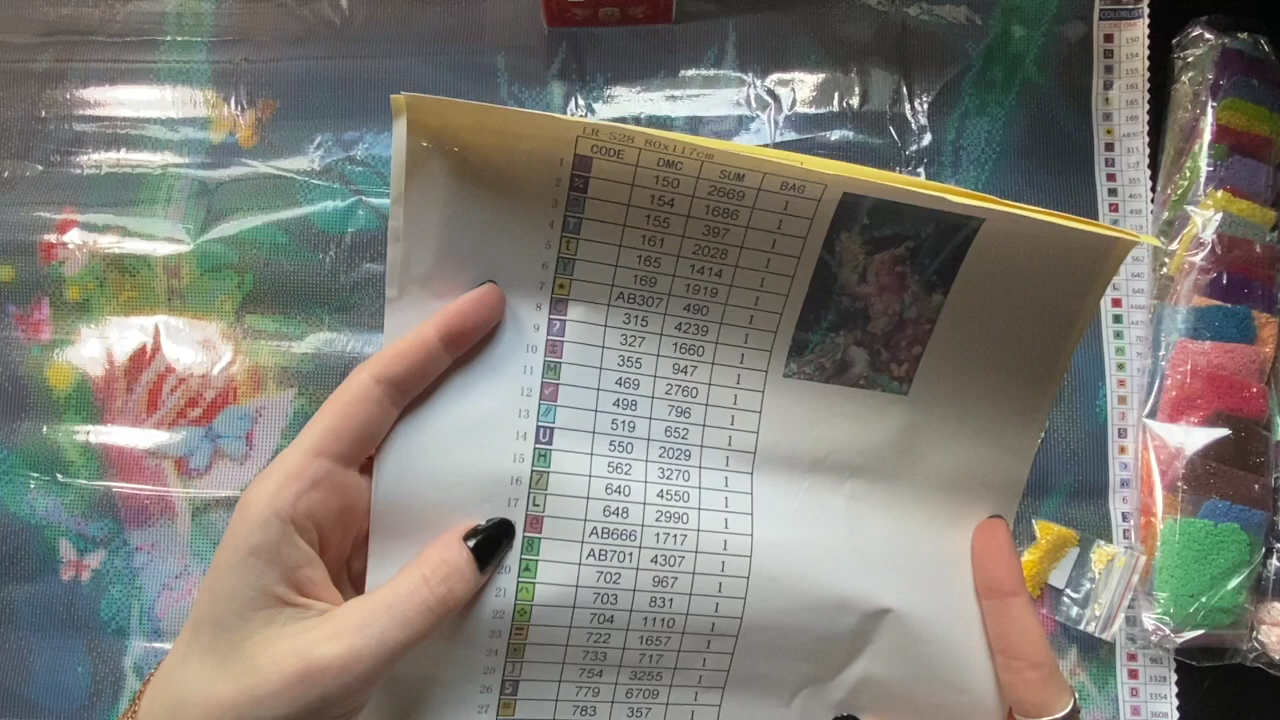 LR-S28 80x117cm
CODE DMC SUM BAG
1 150 2669 1
2 154 1686 1
3 155 397 1
4 T 161 2028 1
5 t 165 1414 1
6 Y 169 1919 1
7 ★ AB307 490 1
8 C 315 4239 1
9 ? 327 1660 1
10 ± 355 947 1
11 M 469 2760 1
12 ✓ 498 796 1
13 // 519 652 1
14 U 550 2029 1
15 H 562 3270 1
16 7 640 4550 1
17 L 648 2990 1
e AB666 1717 1
8 AB701 4307 1
20 ▲ 702 967 1
21 703 831 1
22 ❖ 704 1110 1
23 = 722 1657 1
24 733 717 1
25 J 754 3255 1
26 5 779 6709 1
27 783 357
COLORLIST
CODE DMC
150
154
155
161
t 165
Y 169
★ AB307
315
? 327
355
469
498
562
640
L 648
961
3328
D 3354
3608